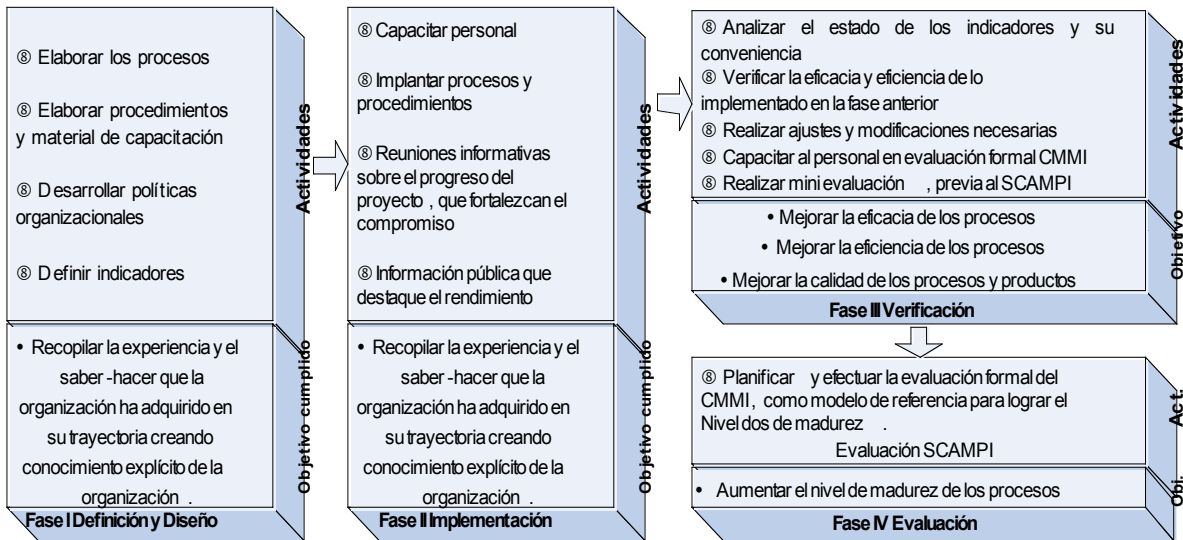 ⑧ Elaborar los procesos
⑧ Elaborar procedimientos
y material de capacitación
⑧ Desarrollar políticas
organizacionales
⑧ Definir indicadores
Actividades
• Recopilar la experiencia y el
saber-hacer que la
organización ha adquirido en
su trayectoria creando
conocimiento explícito de la
organización .
Objetivo cumplido
Fase I Definición y Diseño
⑧ Capacitar personal
⑧ Implantar procesos y
procedimientos
⑧ Reuniones informativas
sobre el progreso del
proyecto , que fortalezcan el
compromiso
⑧ Información pública que
destaque el rendimiento
Actividades
• Recopilar la experiencia y el
saber-hacer que la
organización ha adquirido en
su trayectoria creando
conocimiento explícito de la
organización .
Objetivo cumplido
Fase II Implementación
⑧ Analizar el estado de los indicadores y su
conveniencia
⑧ Verificar la eficacia y eficiencia de lo
implementado en la fase anterior
⑧ Realizar ajustes y modificaciones necesarias
⑧ Capacitar al personal en evaluación formal CMMI
⑧ Realizar mini evaluación , previa al SCAMPI
Actividades
• Mejorar la eficacia de los procesos
• Mejorar la eficiencia de los procesos
• Mejorar la calidad de los procesos y productos
Objetivo
Fase III Verificación
⑧ Planificar y efectuar la evaluación formal del
CMMI, como modelo de referencia para lograr el
Nivel dos de madurez .
Evaluación SCAMPI
Act.
• Aumentar el nivel de madurez de los procesos
Obj.
Fase IV Evaluación